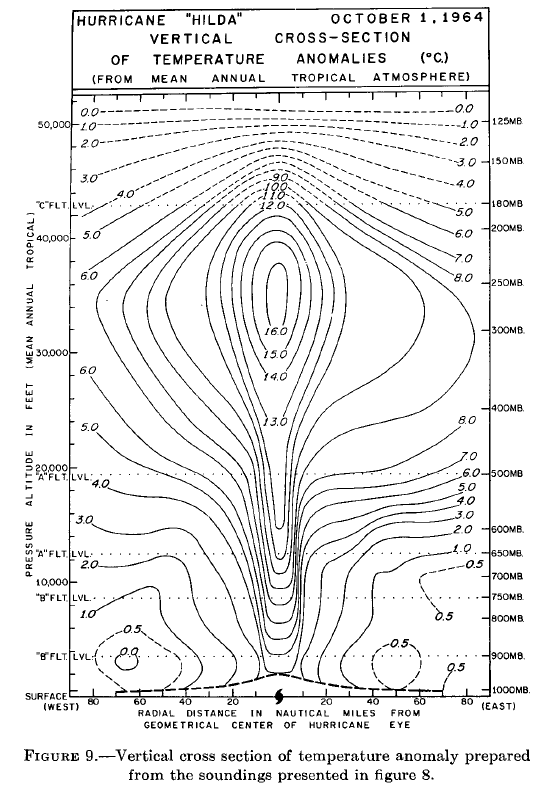 HURRICANE "HILDA" OCTOBER 1, 1964
VERTICAL CROSS-SECTION
OF TEMPERATURE ANOMALIES (°C.)
(FROM MEAN ANNUAL TROPICAL ATMOSPHERE)
0.0 0.0
50,000 1.0 1.0 125MB.
2.0 2.0
3.0 3.0 150MB.
4.0 9.0 4.0
10.0
11.0
"C" FLT. LVL. 12.0 5.0 180MB.
5.0 6.0 200MB.
40,000
7.0
6.0 8.0 250MB.
16.0 300MB.
30,000 15.0
14.0
6.0
13.0 400MB.
5.0 8.0
20,000 7.0
"A" FLT. LVL. 6.0 500MB.
4.0 5.0
4.0
3.0 3.0
2.0 600MB.
"A" FLT. LVL. 1.0 650MB.
2.0 0.5
10,000 700MB.
"B" FLT. LVL. 750MB.
1.0 0.5 800MB.
0.5 0.5
"B" FLT. LVL. 0.0 900MB.
0.5
SURFACE 1000MB.
(WEST) 80 60 40 20 0 20 40 60 80 (EAST)
PRESSURE ALTITUDE IN FEET (MEAN ANNUAL TROPICAL)
RADIAL DISTANCE IN NAUTICAL MILES FROM
GEOMETRICAL CENTER OF HURRICANE EYE
FIGURE 9.—Vertical cross section of temperature anomaly prepared
from the soundings presented in figure 8.